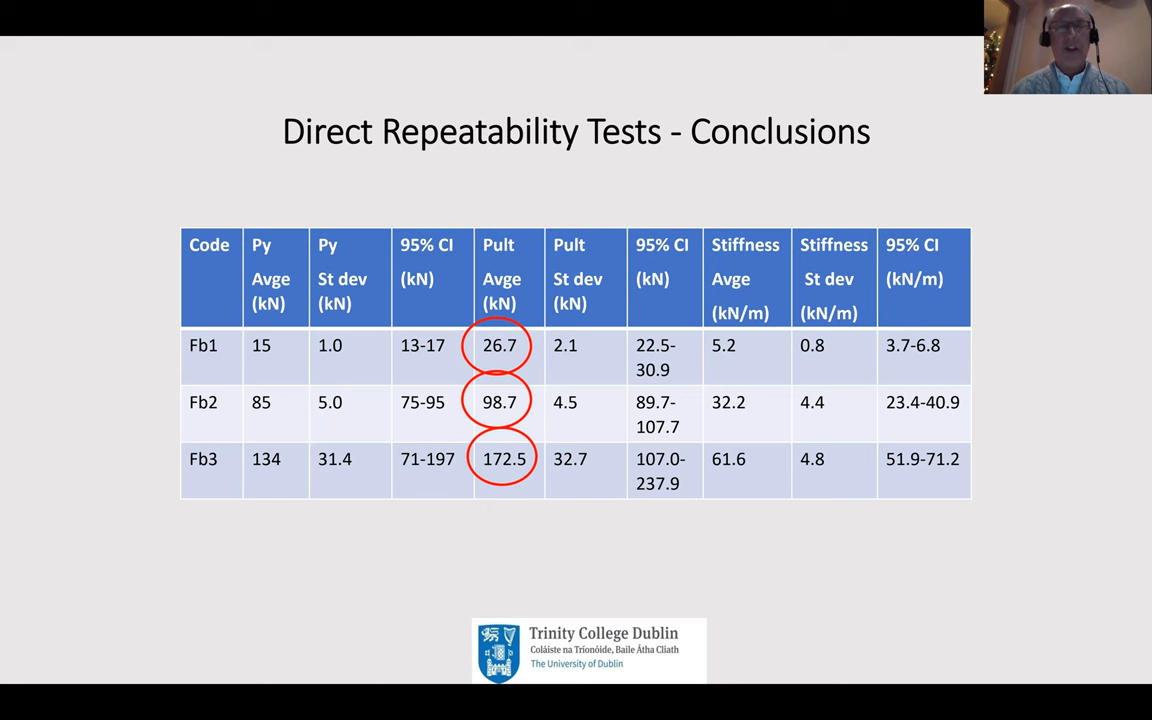 Direct Repeatability Tests - Conclusions
Code Py Pult 95% CI Py 95% CI Pult Stiffness Stiffness 95% CI
Avge St dev (kN) Avge St dev (kN) Avge St dev (kN/m)
(kN) (kN) (kN) (kN) (kN/m) (kN/m)
Fb1 15 1.0 13-17 26.7 2.1 22.5- 5.2 0.8 3.7-6.8
30.9
Fb2 85 5.0 75-95 98.7 4.5 89.7- 32.2 4.4 23.4-40.9
107.7
Fb3 134 31.4 71-197 172.5 32.7 107.0- 61.6 4.8 51.9-71.2
237.9
Trinity College Dublin
Coláiste na Tríonóide, Baile Átha Cliath
The University of Dublin